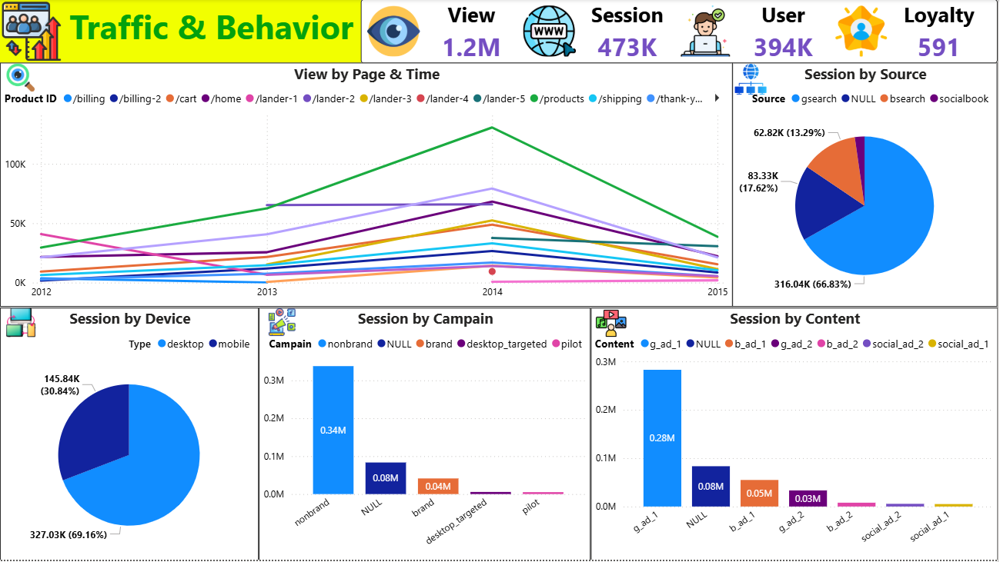 Traffic & Behavior
View
1.2M
Session
473K
User
394K
Loyalty
591
WWW
View by Page & Time
Product ID /billing /billing-2 /cart /home /lander-1 /lander-2 /lander-3 /lander-4 /lander-5 /products /shipping /thank-y...
100K
50K
0K
2012 2013 2014 2015
Session by Source
Source gsearch NULL bsearch socialbook
62.82K (13.29%)
83.33K
(17.62%)
316.04K (66.83%)
Session by Device
Type desktop mobile
145.84K
(30.84%)
327.03K (69.16%)
Session by Campain
Campain nonbrand NULL brand desktop_targeted pilot
0.3M
0.2M
0.1M
0.0M
0.34M
0.08M
0.04M
nonbrand NULL brand desktop_targeted pilot
Session by Content
Content g_ad_1 NULL b_ad_1 g_ad_2 b_ad_2 social_ad_2 social_ad_1
0.3M
0.2M
0.1M
0.0M
0.28M
0.08M
0.05M
0.03M
g_ad_1 NULL b_ad_1 g_ad_2 b_ad_2 social_ad_2 social_ad_1